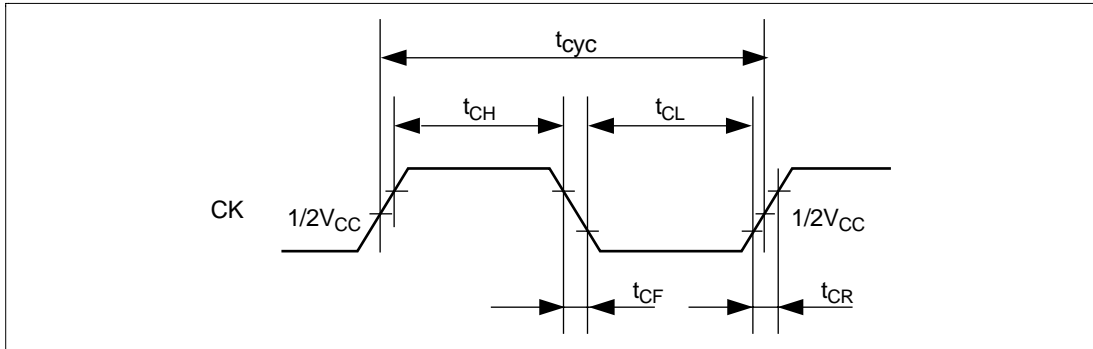 tcyc
tCH
tCL
CK
1/2VCC
1/2VCC
tCF
tCR